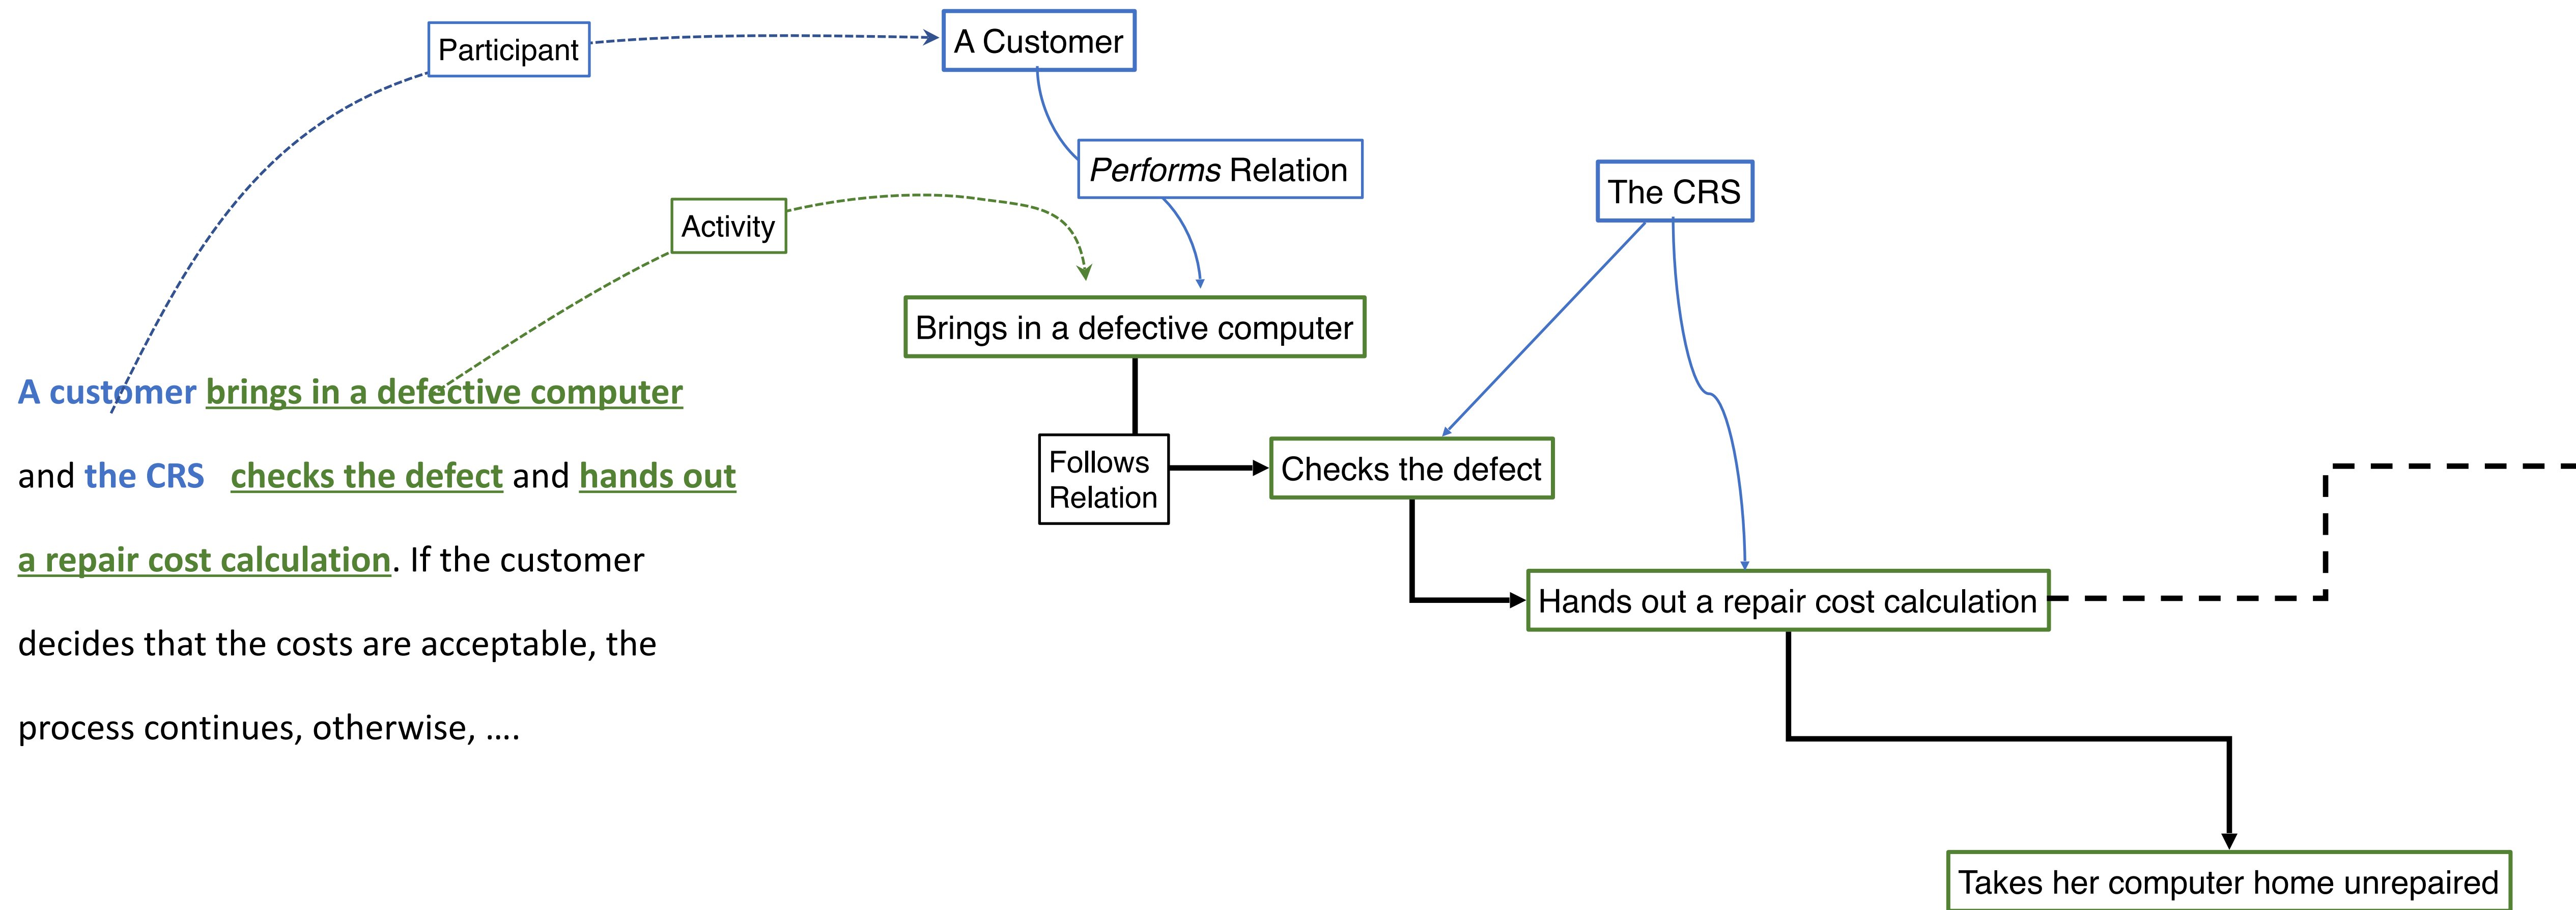 Participant
A Customer
Performs Relation
The CRS
Activity
Brings in a defective computer
A customer brings in a defective computer
and the CRS checks the defect and hands out
a repair cost calculation. If the customer
decides that the costs are acceptable, the
process continues, otherwise, ....
Follows
Relation
Checks the defect
Hands out a repair cost calculation
Takes her computer home unrepaired